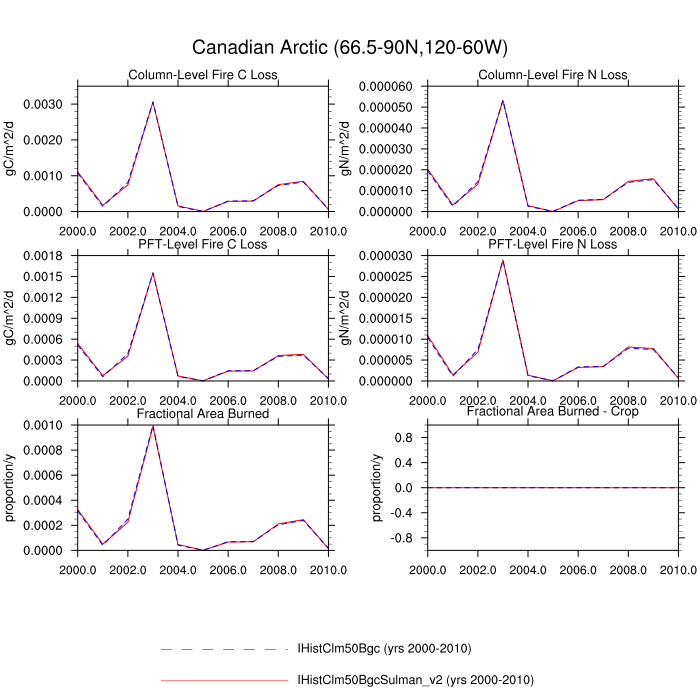 Canadian Arctic (66.5-90N,120-60W)
Column-Level Fire C Loss
gC/m^2/d
0.0030
0.0020
0.0010
0.0000
2000.0 2002.0 2004.0 2006.0 2008.0 2010.0
Column-Level Fire N Loss
gN/m^2/d
0.000060
0.000050
0.000040
0.000030
0.000020
0.000010
0.000000
2000.0 2002.0 2004.0 2006.0 2008.0 2010.0
PFT-Level Fire C Loss
gC/m^2/d
0.0018
0.0015
0.0012
0.0009
0.0006
0.0003
0.0000
2000.0 2002.0 2004.0 2006.0 2008.0 2010.0
PFT-Level Fire N Loss
gN/m^2/d
0.000030
0.000025
0.000020
0.000015
0.000010
0.000005
0.000000
2000.0 2002.0 2004.0 2006.0 2008.0 2010.0
Fractional Area Burned
proportion/y
0.0010
0.0008
0.0006
0.0004
0.0002
0.0000
2000.0 2002.0 2004.0 2006.0 2008.0 2010.0
Fractional Area Burned - Crop
proportion/y
0.8
0.4
0.0
-0.4
-0.8
2000.0 2002.0 2004.0 2006.0 2008.0 2010.0
IHistClm50Bgc (yrs 2000-2010)
IHistClm50BgcSulman_v2 (yrs 2000-2010)